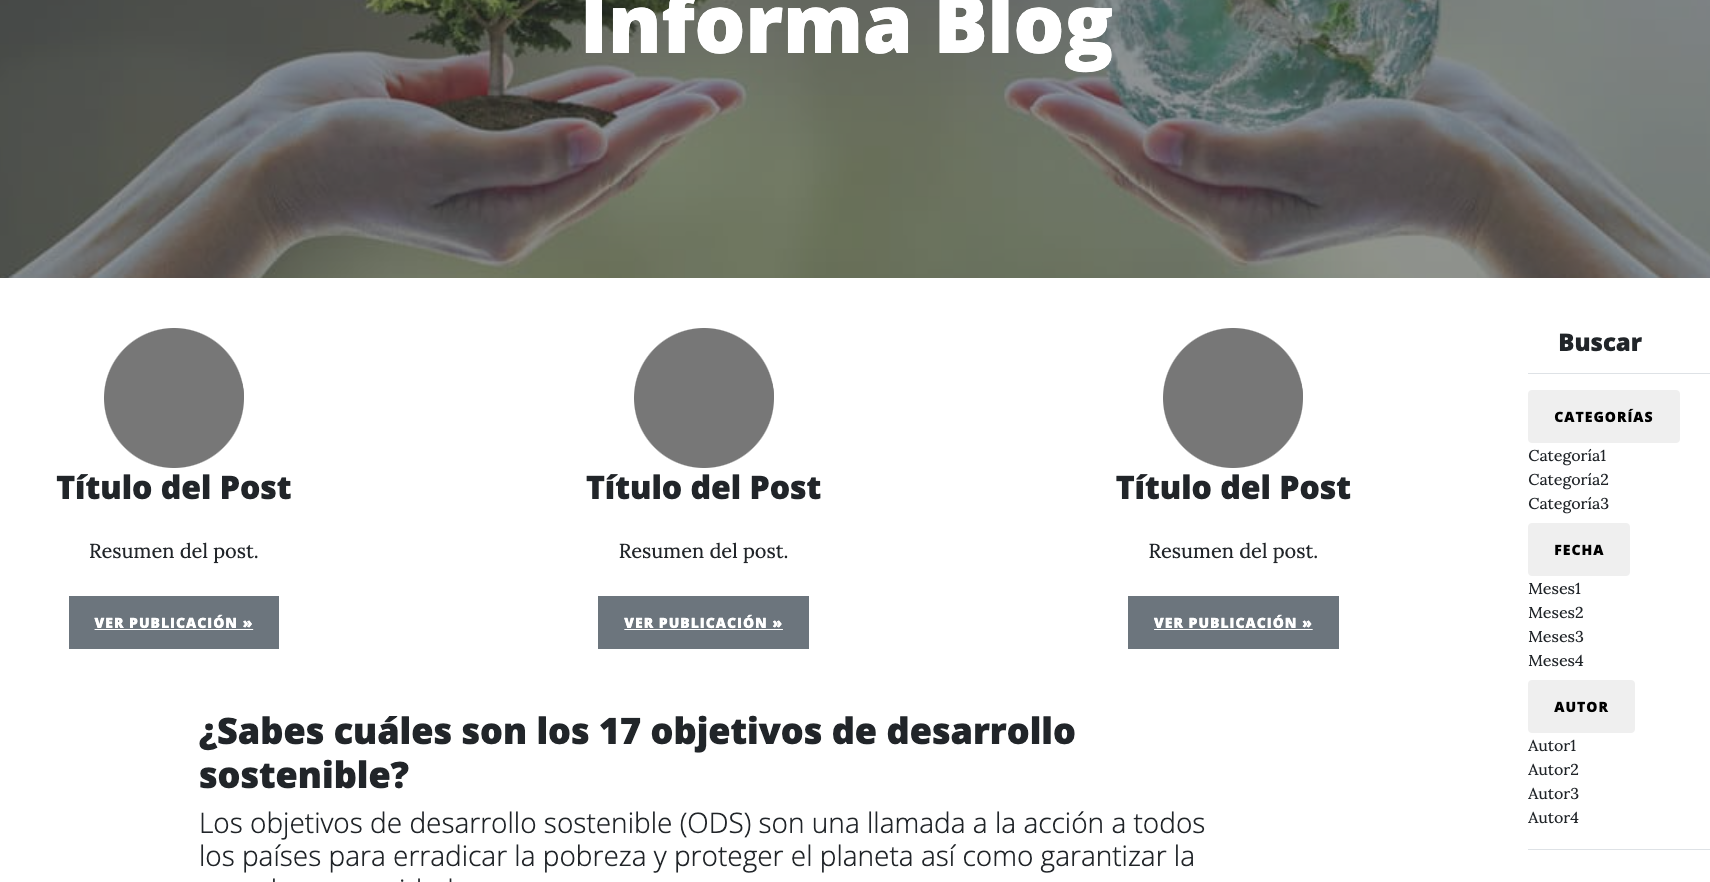 Informa Blog
Título del Post
Resumen del post.
VER PUBLICACIÓN »
Título del Post
Resumen del post.
VER PUBLICACIÓN »
Título del Post
Resumen del post.
VER PUBLICACIÓN »
¿Sabes cuáles son los 17 objetivos de desarrollo
sostenible?
Los objetivos de desarrollo sostenible (ODS) son una llamada a la acción a todos
los países para erradicar la pobreza y proteger el planeta así como garantizar la
Buscar
CATEGORÍAS
Categoría1
Categoría2
Categoría3
FECHA
Meses1
Meses2
Meses3
Meses4
AUTOR
Autor1
Autor2
Autor3
Autor4